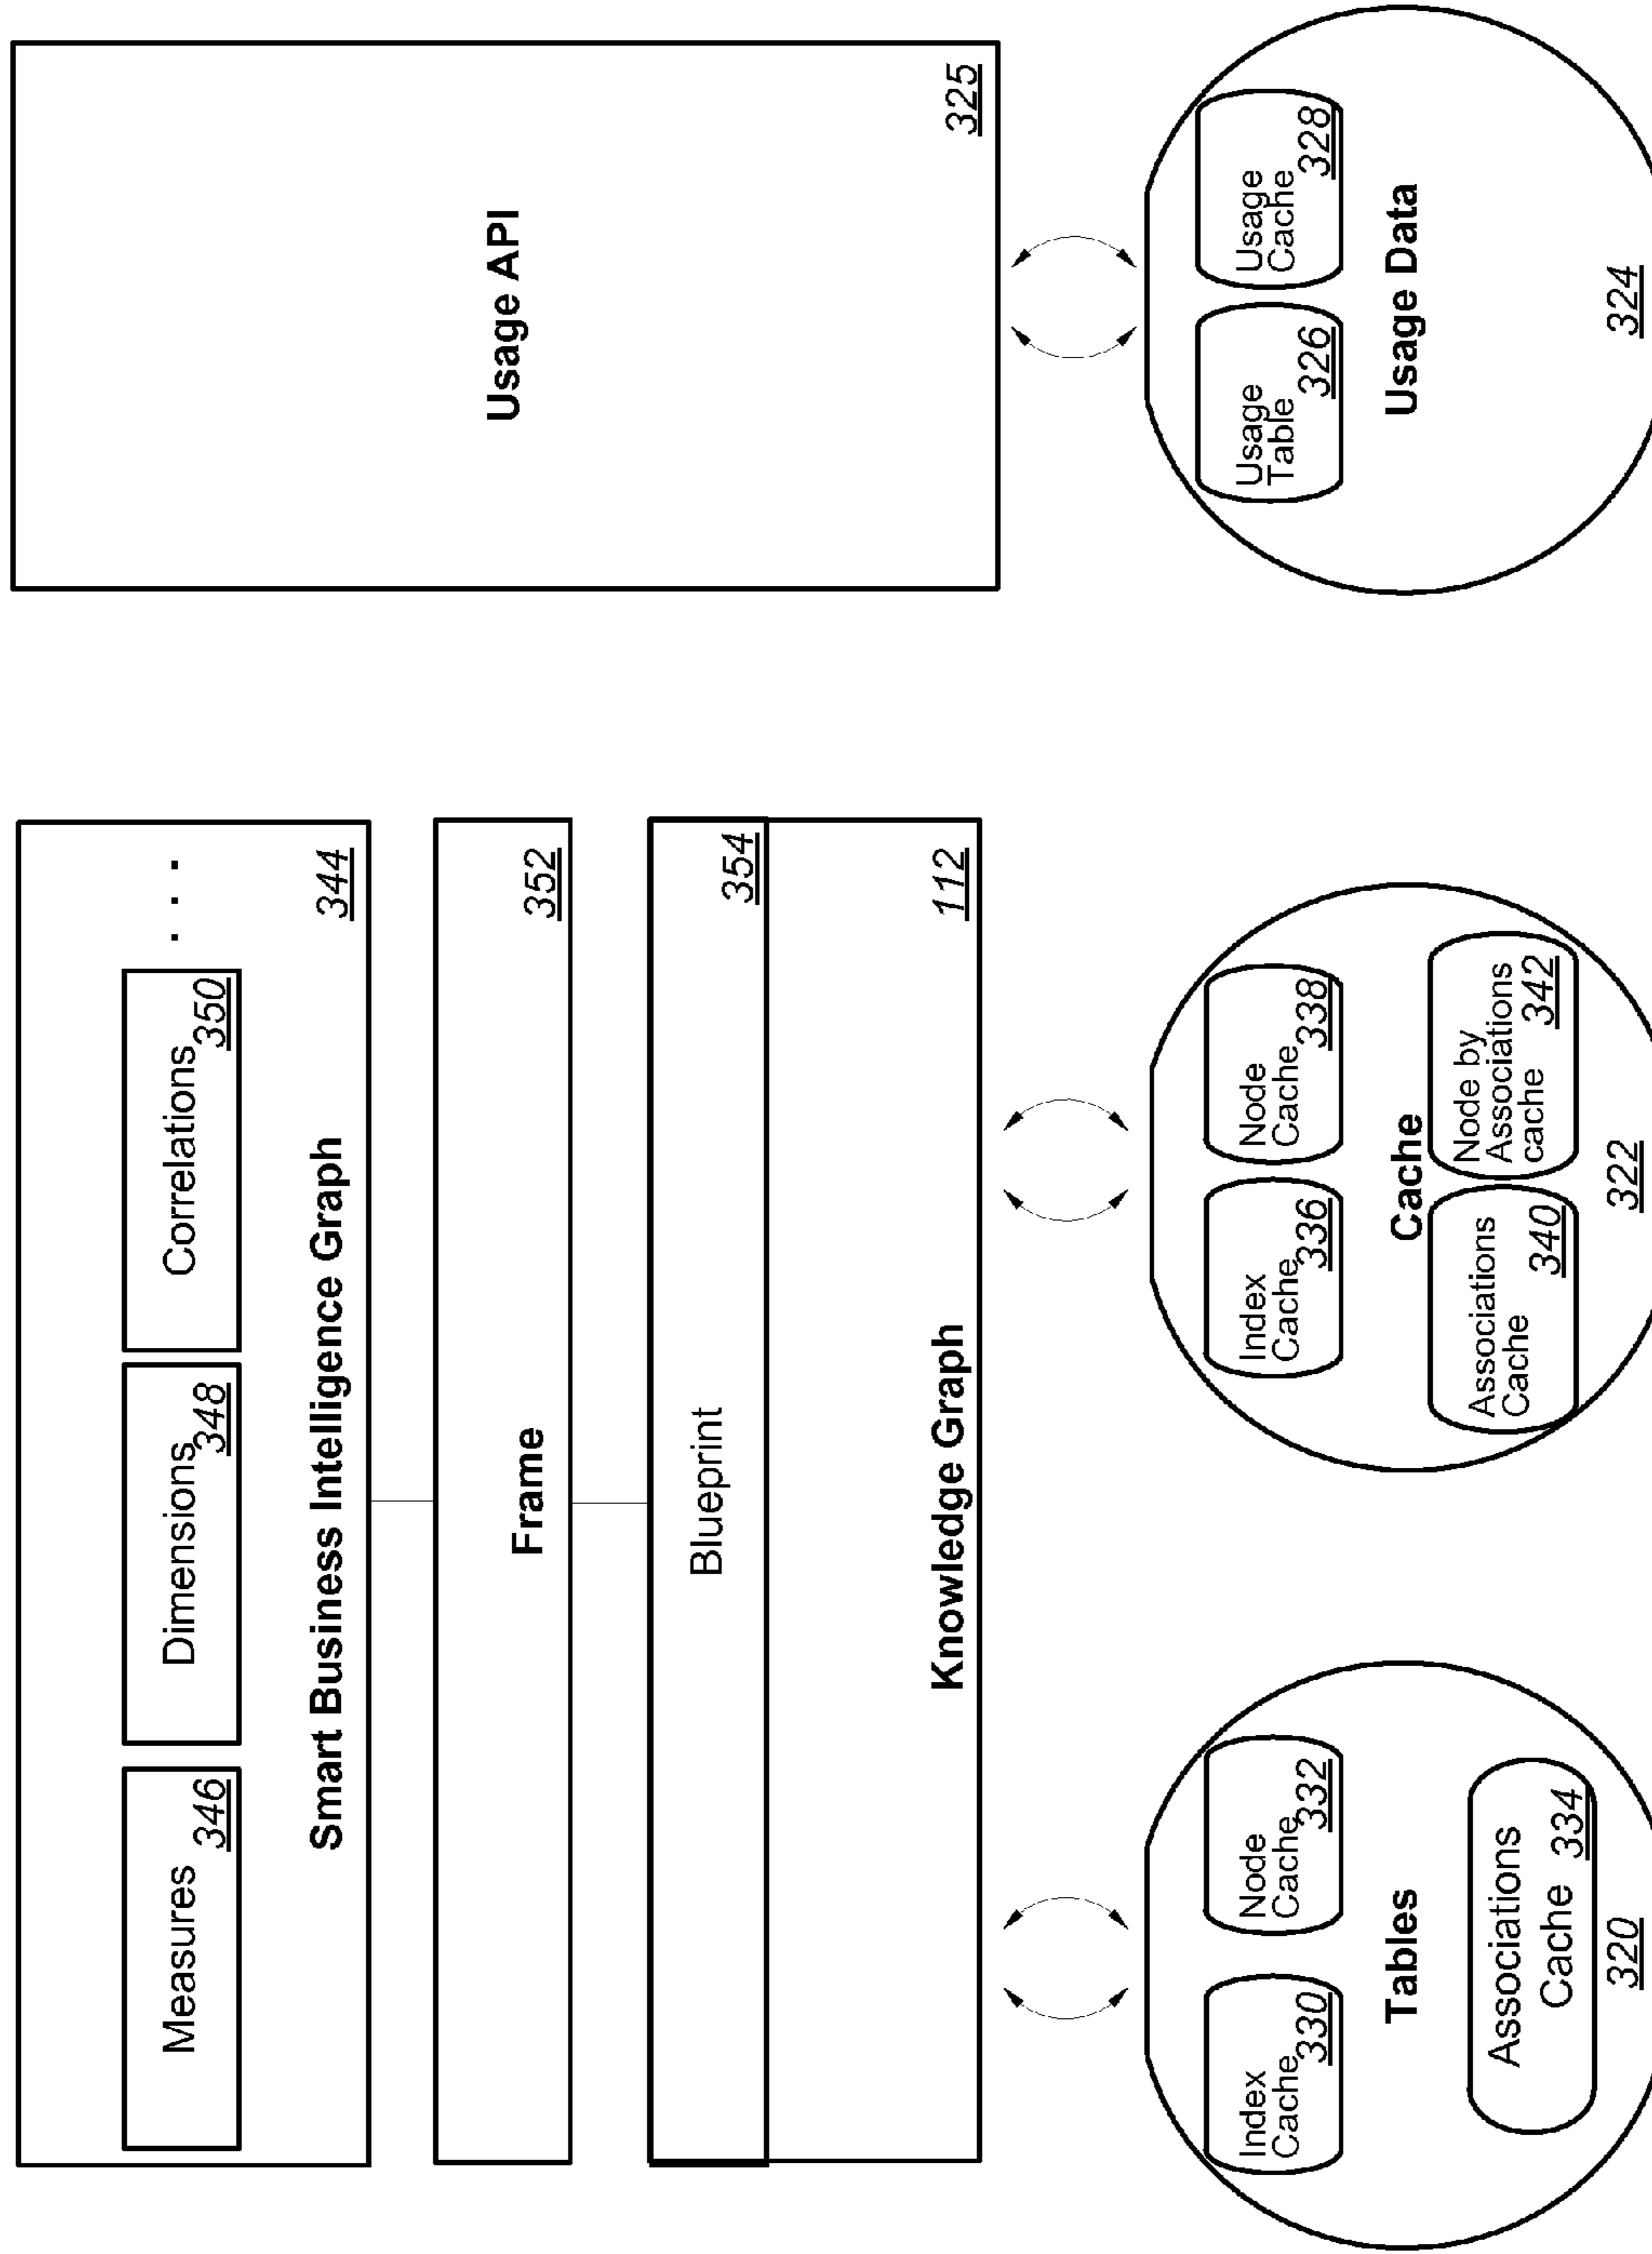 Measures
346
Dimensions
348
Correlations
350
. . .
Smart Business Intelligence Graph
344
Frame
352
Blueprint
354
Knowledge Graph
112
Usage API
325
Index
Cache
330
Node
Cache
332
Tables
Associations
Cache 334
320
Index
Cache
336
Node
Cache
338
Cache
Associations
Cache
340
Node by
Associations
cache 342
322
Usage
Table
326
Usage
Cache
328
Usage Data
324